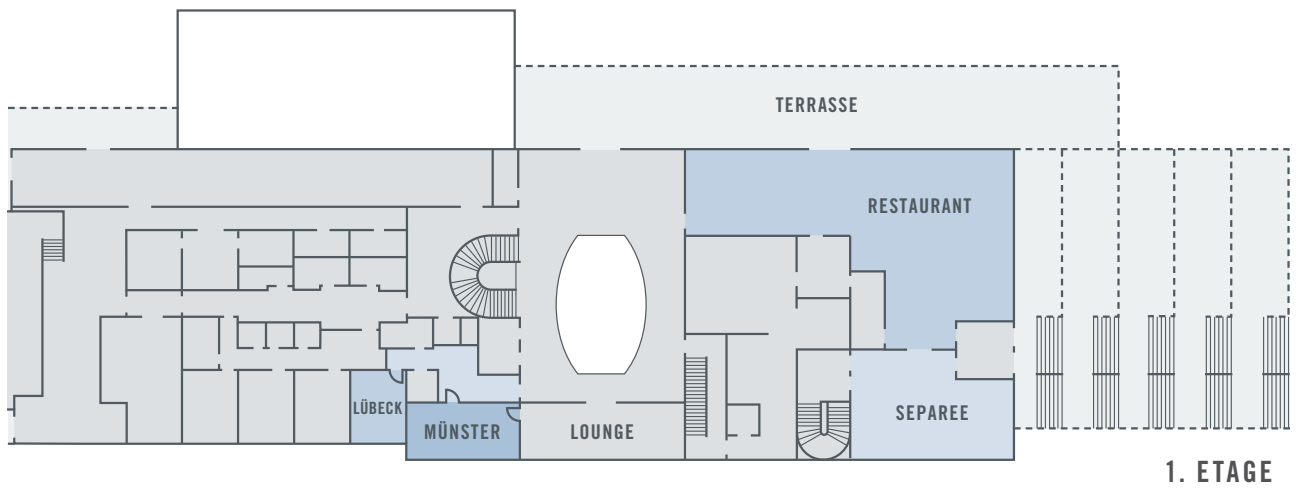 TERRASSE
RESTAURANT
LÜBECK
MÜNSTER
LOUNGE
SEPAREE
1. ETAGE